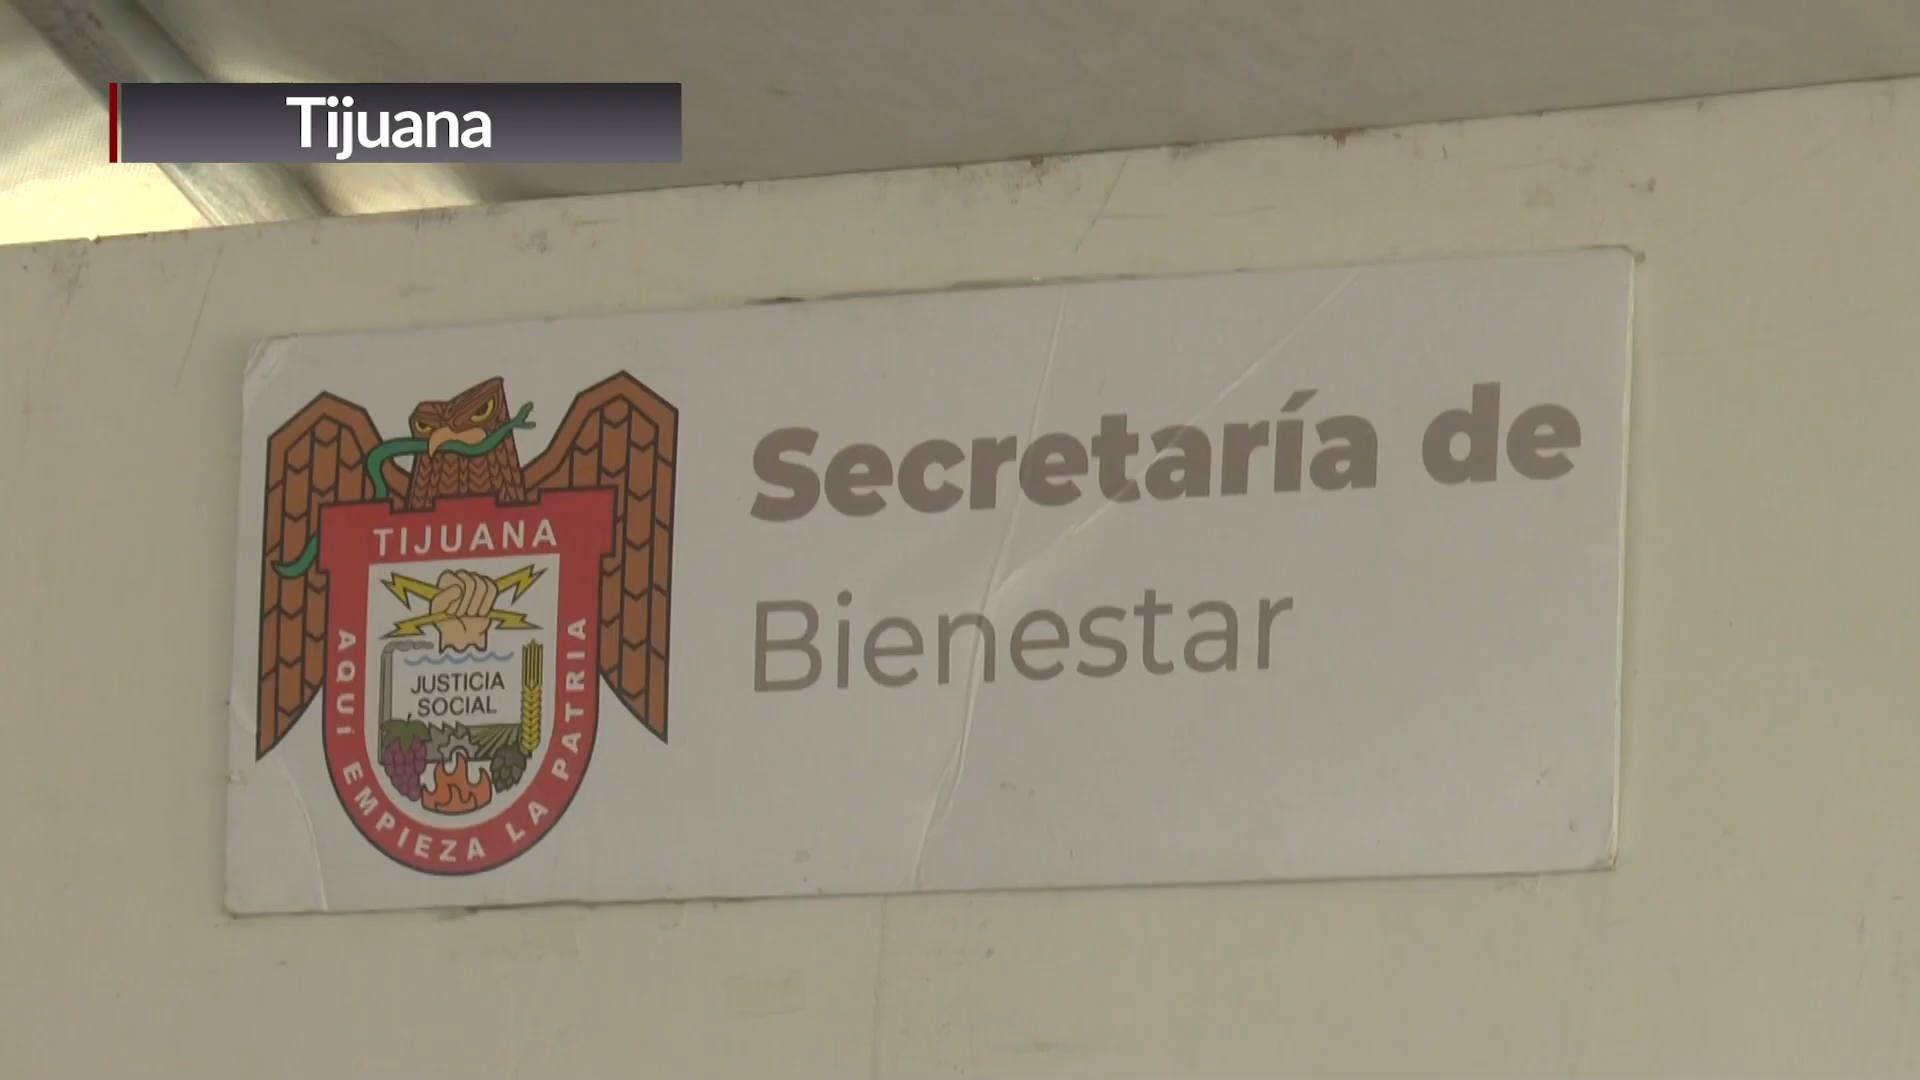 Tijuana
Secretaría de
Bienestar
TIJUANA
AQUÍ EMPIEZA LA PATRIA
JUSTICIA
SOCIAL